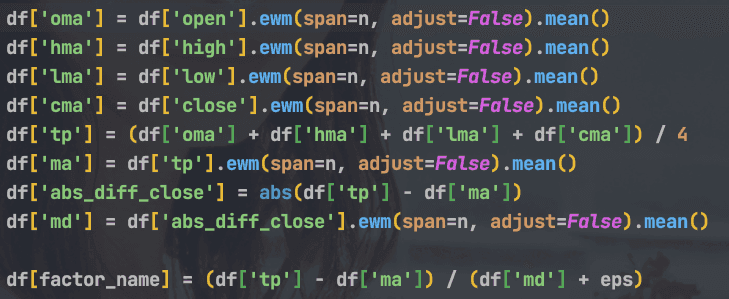 df['oma'] = df['open'].ewm(span=n, adjust=False).mean()
df['hma'] = df['high'].ewm(span=n, adjust=False).mean()
df['lma'] = df['low'].ewm(span=n, adjust=False).mean()
df['cma'] = df['close'].ewm(span=n, adjust=False).mean()
df['tp'] = (df['oma'] + df['hma'] + df['lma'] + df['cma']) / 4
df['ma'] = df['tp'].ewm(span=n, adjust=False).mean()
df['abs_diff_close'] = abs(df['tp'] - df['ma'])
df['md'] = df['abs_diff_close'].ewm(span=n, adjust=False).mean()
df[factor_name] = (df['tp'] - df['ma']) / (df['md'] + eps)